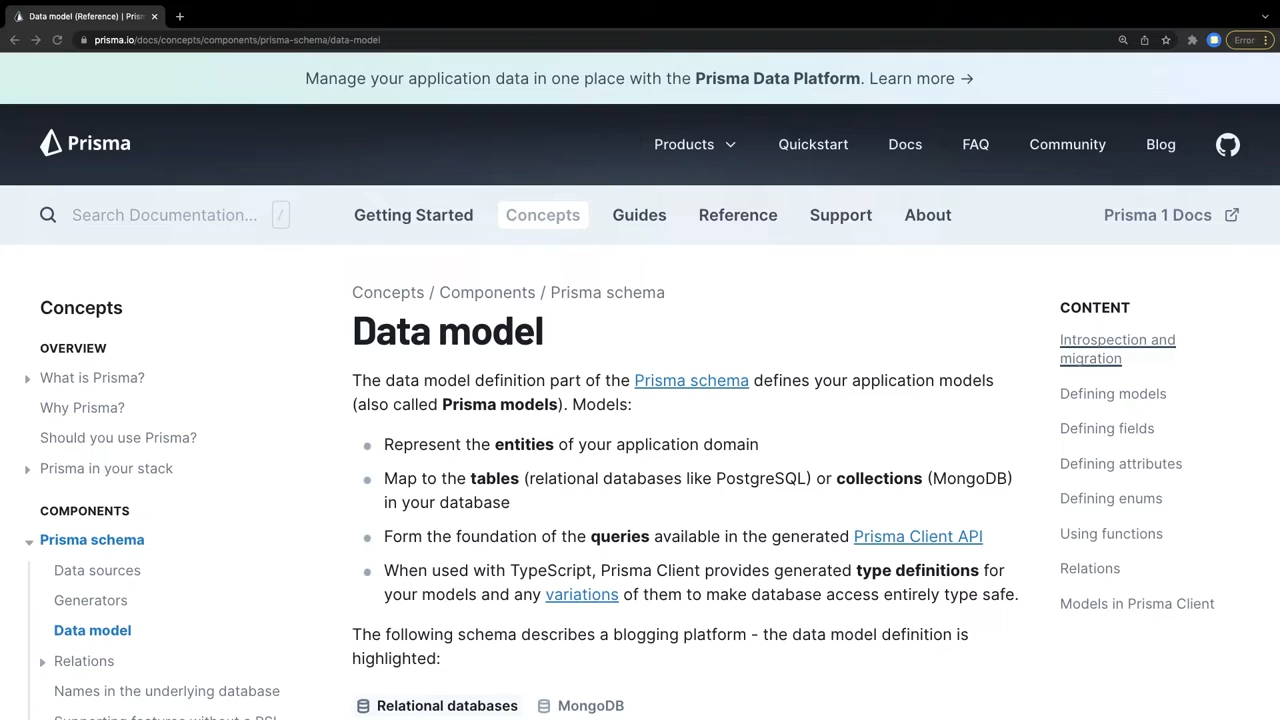 Data model (Reference) | Pris
prisma.io/docs/concepts/components/prisma-schema/data-model
Error
Manage your application data in one place with the Prisma Data Platform. Learn more →
Prisma
Products
Quickstart
Docs
FAQ
Community
Blog
Search Documentation... /
Getting Started
Concepts
Guides
Reference
Support
About
Prisma 1 Docs
Concepts
OVERVIEW
What is Prisma?
Why Prisma?
Should you use Prisma?
Prisma in your stack
COMPONENTS
Prisma schema
Data sources
Generators
Data model
Relations
Names in the underlying database
Concepts / Components / Prisma schema
Data model
The data model definition part of the Prisma schema defines your application models
(also called Prisma models). Models:
Represent the entities of your application domain
Map to the tables (relational databases like PostgreSQL) or collections (MongoDB)
in your database
Form the foundation of the queries available in the generated Prisma Client API
When used with TypeScript, Prisma Client provides generated type definitions for
your models and any variations of them to make database access entirely type safe.
The following schema describes a blogging platform - the data model definition is
highlighted:
Relational databases
MongoDB
CONTENT
Introspection and
migration
Defining models
Defining fields
Defining attributes
Defining enums
Using functions
Relations
Models in Prisma Client